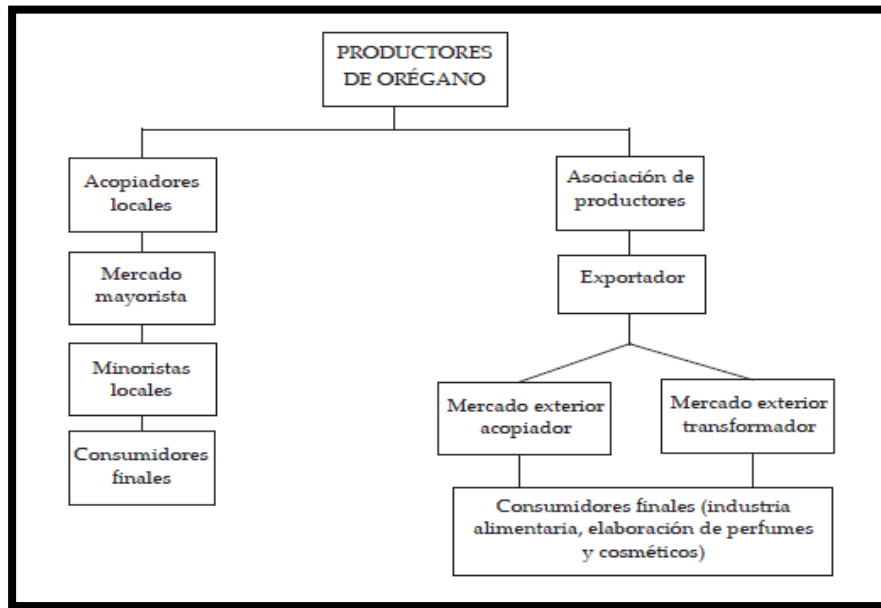 PRODUCTORES
DE ORÉGANO
Acopiadores
locales
Mercado
mayorista
Minoristas
locales
Consumidores
finales
Asociación de
productores
Exportador
Mercado exterior
acopiador
Mercado exterior
transformador
Consumidores finales (industria
alimentaria, elaboración de perfumes
y cosméticos)